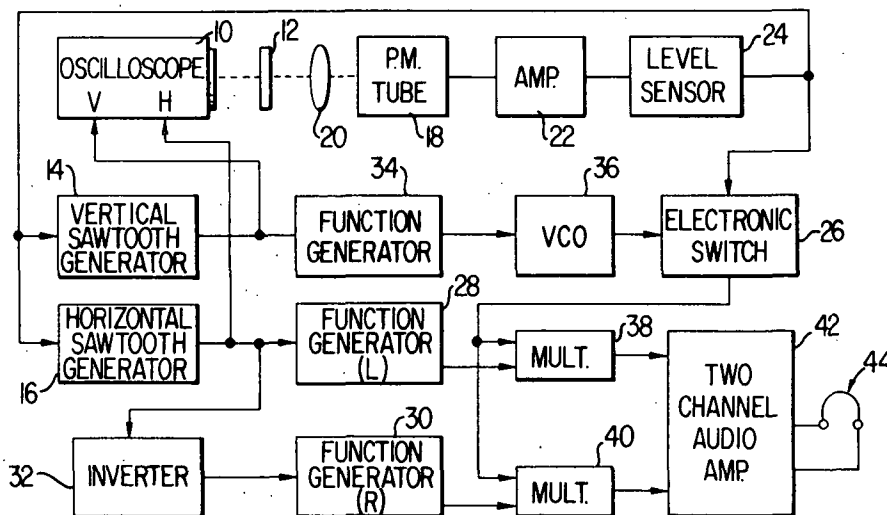 10
12
OSCILLOSCOPE
V H
20
P.M.
TUBE
18
AMP.
22
LEVEL
SENSOR
24
14
VERTICAL
SAWTOOTH
GENERATOR
34
FUNCTION
GENERATOR
36
VCO
ELECTRONIC
SWITCH
26
HORIZONTAL
SAWTOOTH
GENERATOR
16
28
FUNCTION
GENERATOR
(L)
38
MULT.
42
TWO
CHANNEL
AUDIO
AMP.
44
32
INVERTER
30
FUNCTION
GENERATOR
(R)
40
MULT.